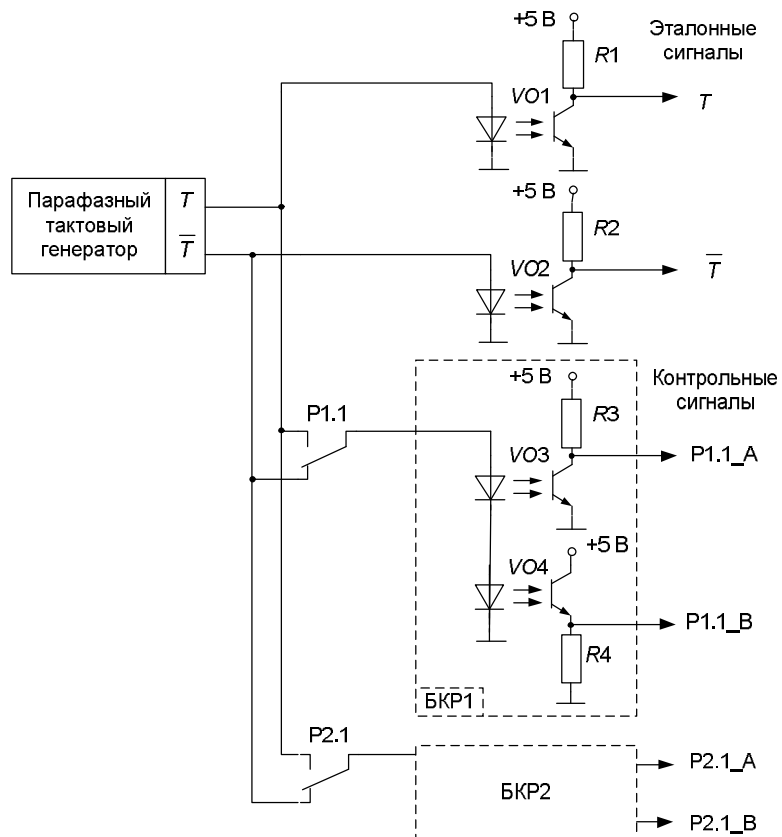 +5 В
Эталонные
сигналы
R1
VO1
T
Парафазный
тактовый
генератор
T
T̅
+5 В
R2
VO2
T̅
+5 В
Контрольные
сигналы
P1.1
R3
VO3
P1.1_A
+5 В
VO4
P1.1_B
R4
БКР1
P2.1
P2.1_A
БКР2
P2.1_B